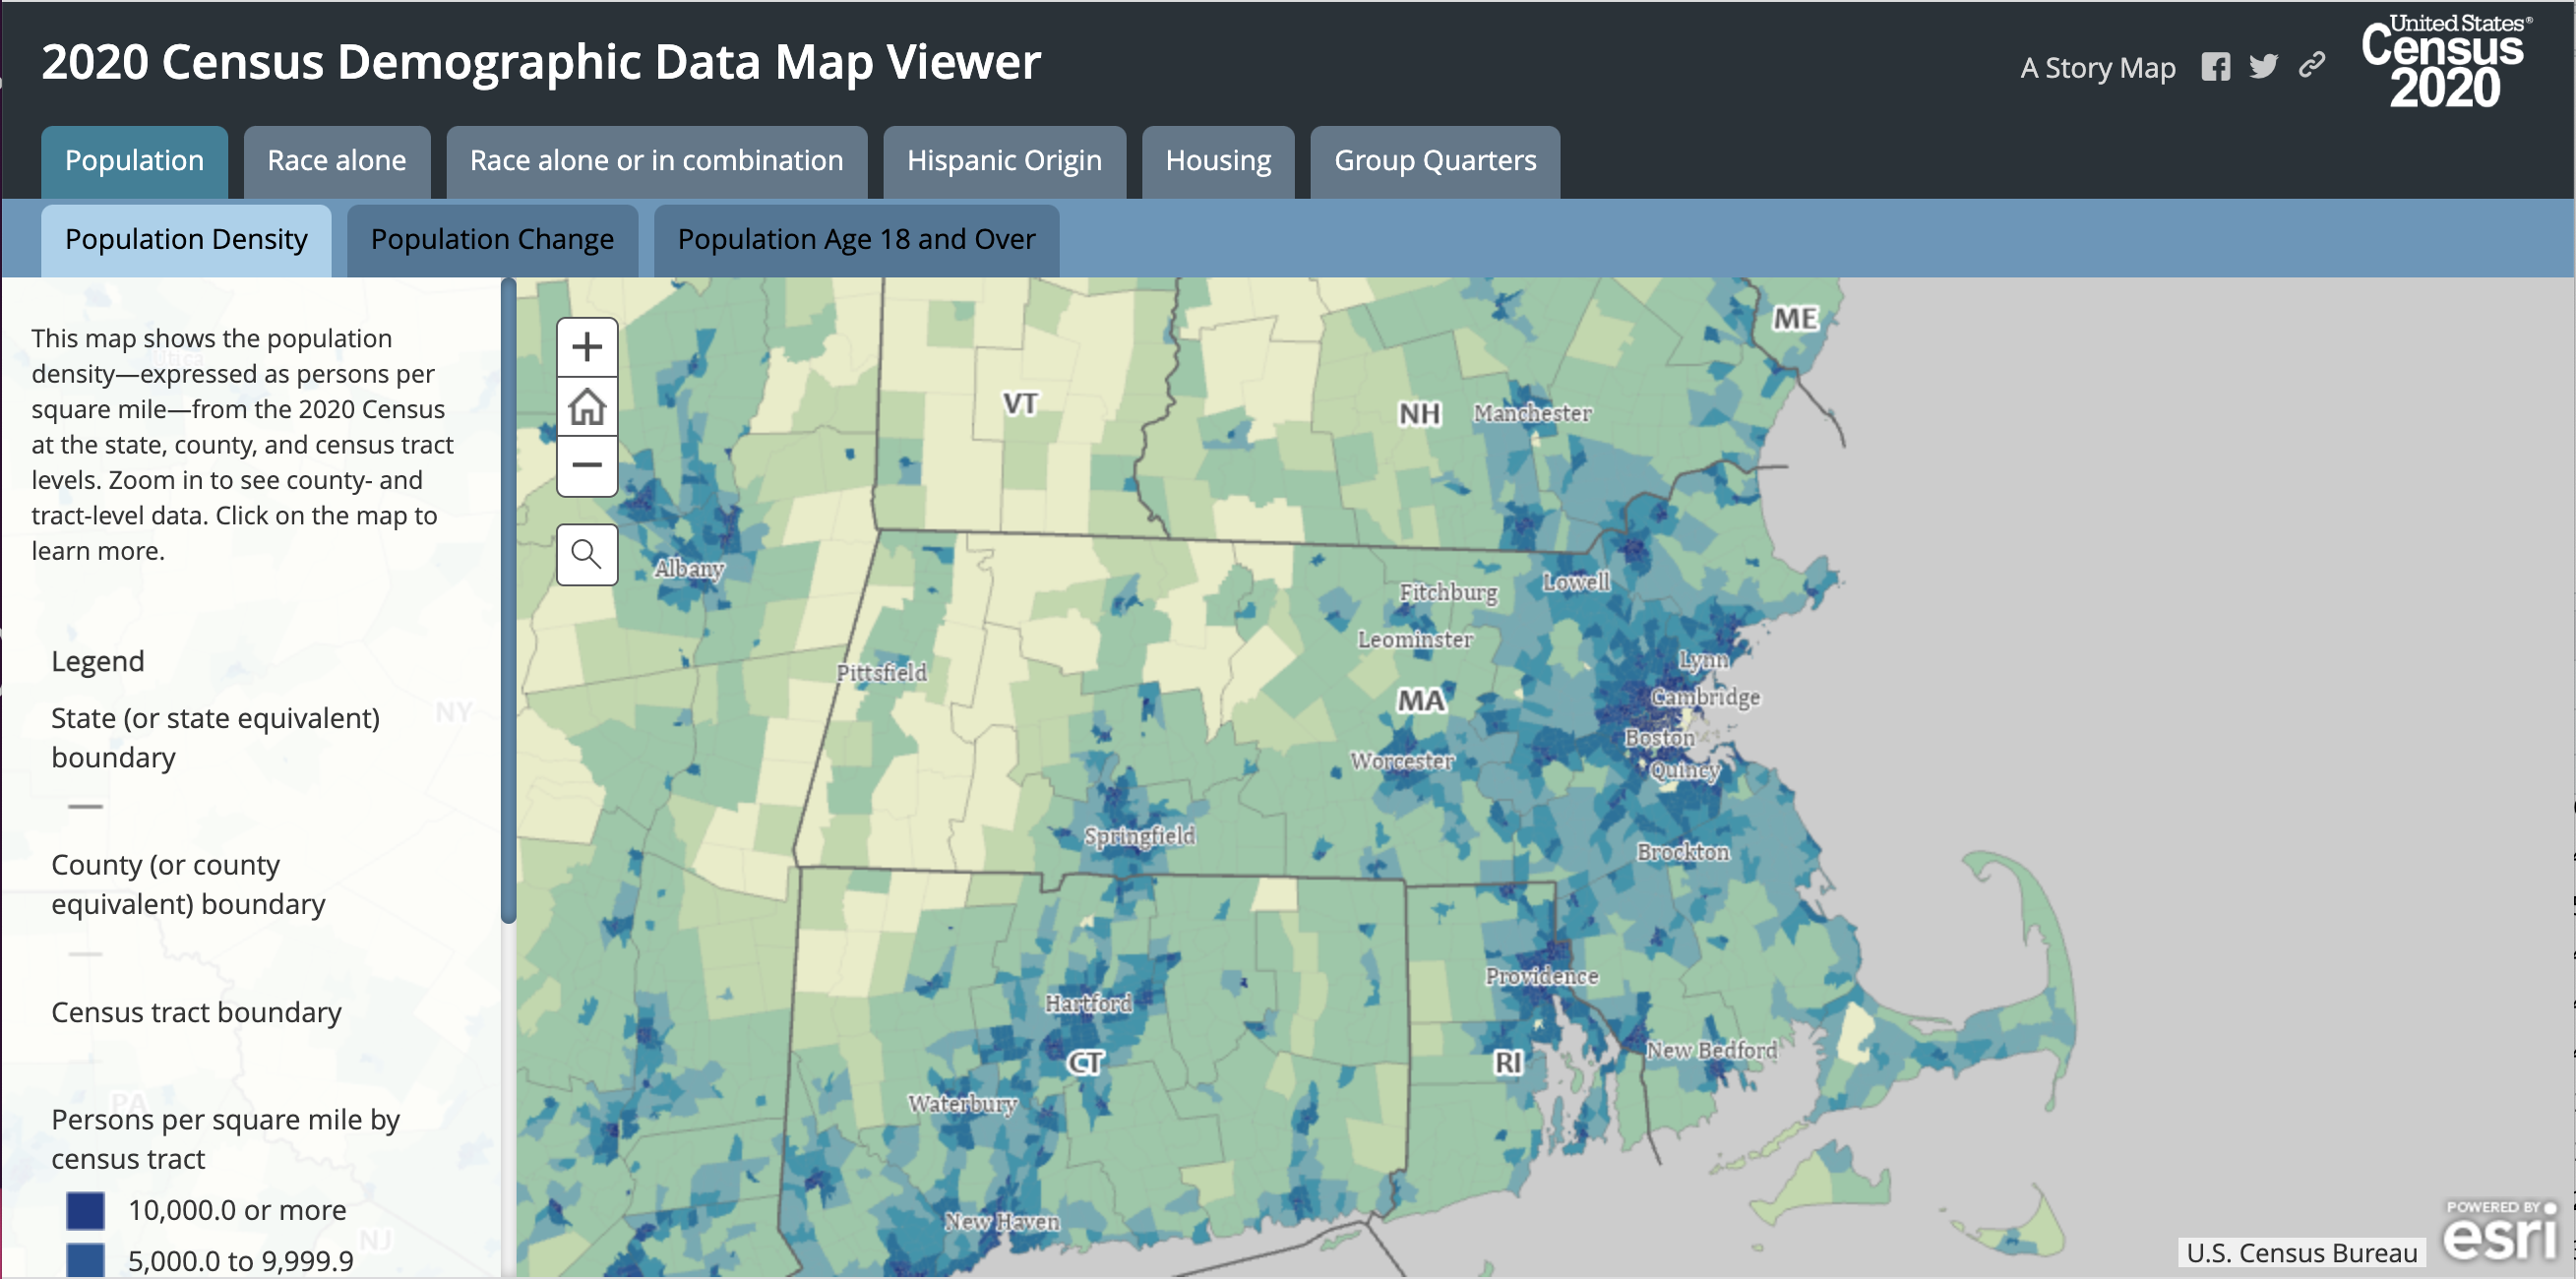 2020 Census Demographic Data Map Viewer
A Story Map
United States®
Census
2020
Population
Race alone
Race alone or in combination
Hispanic Origin
Housing
Group Quarters
Population Density
Population Change
Population Age 18 and Over
This map shows the population
density—expressed as persons per
square mile—from the 2020 Census
at the state, county, and census tract
levels. Zoom in to see county- and
tract-level data. Click on the map to
learn more.
Legend
State (or state equivalent)
boundary
County (or county
equivalent) boundary
Census tract boundary
Persons per square mile by
census tract
10,000.0 or more
5,000.0 to 9,999.9
Utica
NY
PA
NJ
ME
VT
NH
Manchester
Albany
Fitchburg
Lowell
Leominster
Pittsfield
Lynn
Cambridge
MA
Boston
Worcester
Quincy
Springfield
Brockton
Providence
Hartford
New Bedford
CT
RI
Waterbury
New Haven
POWERED BY
esri
U.S. Census Bureau